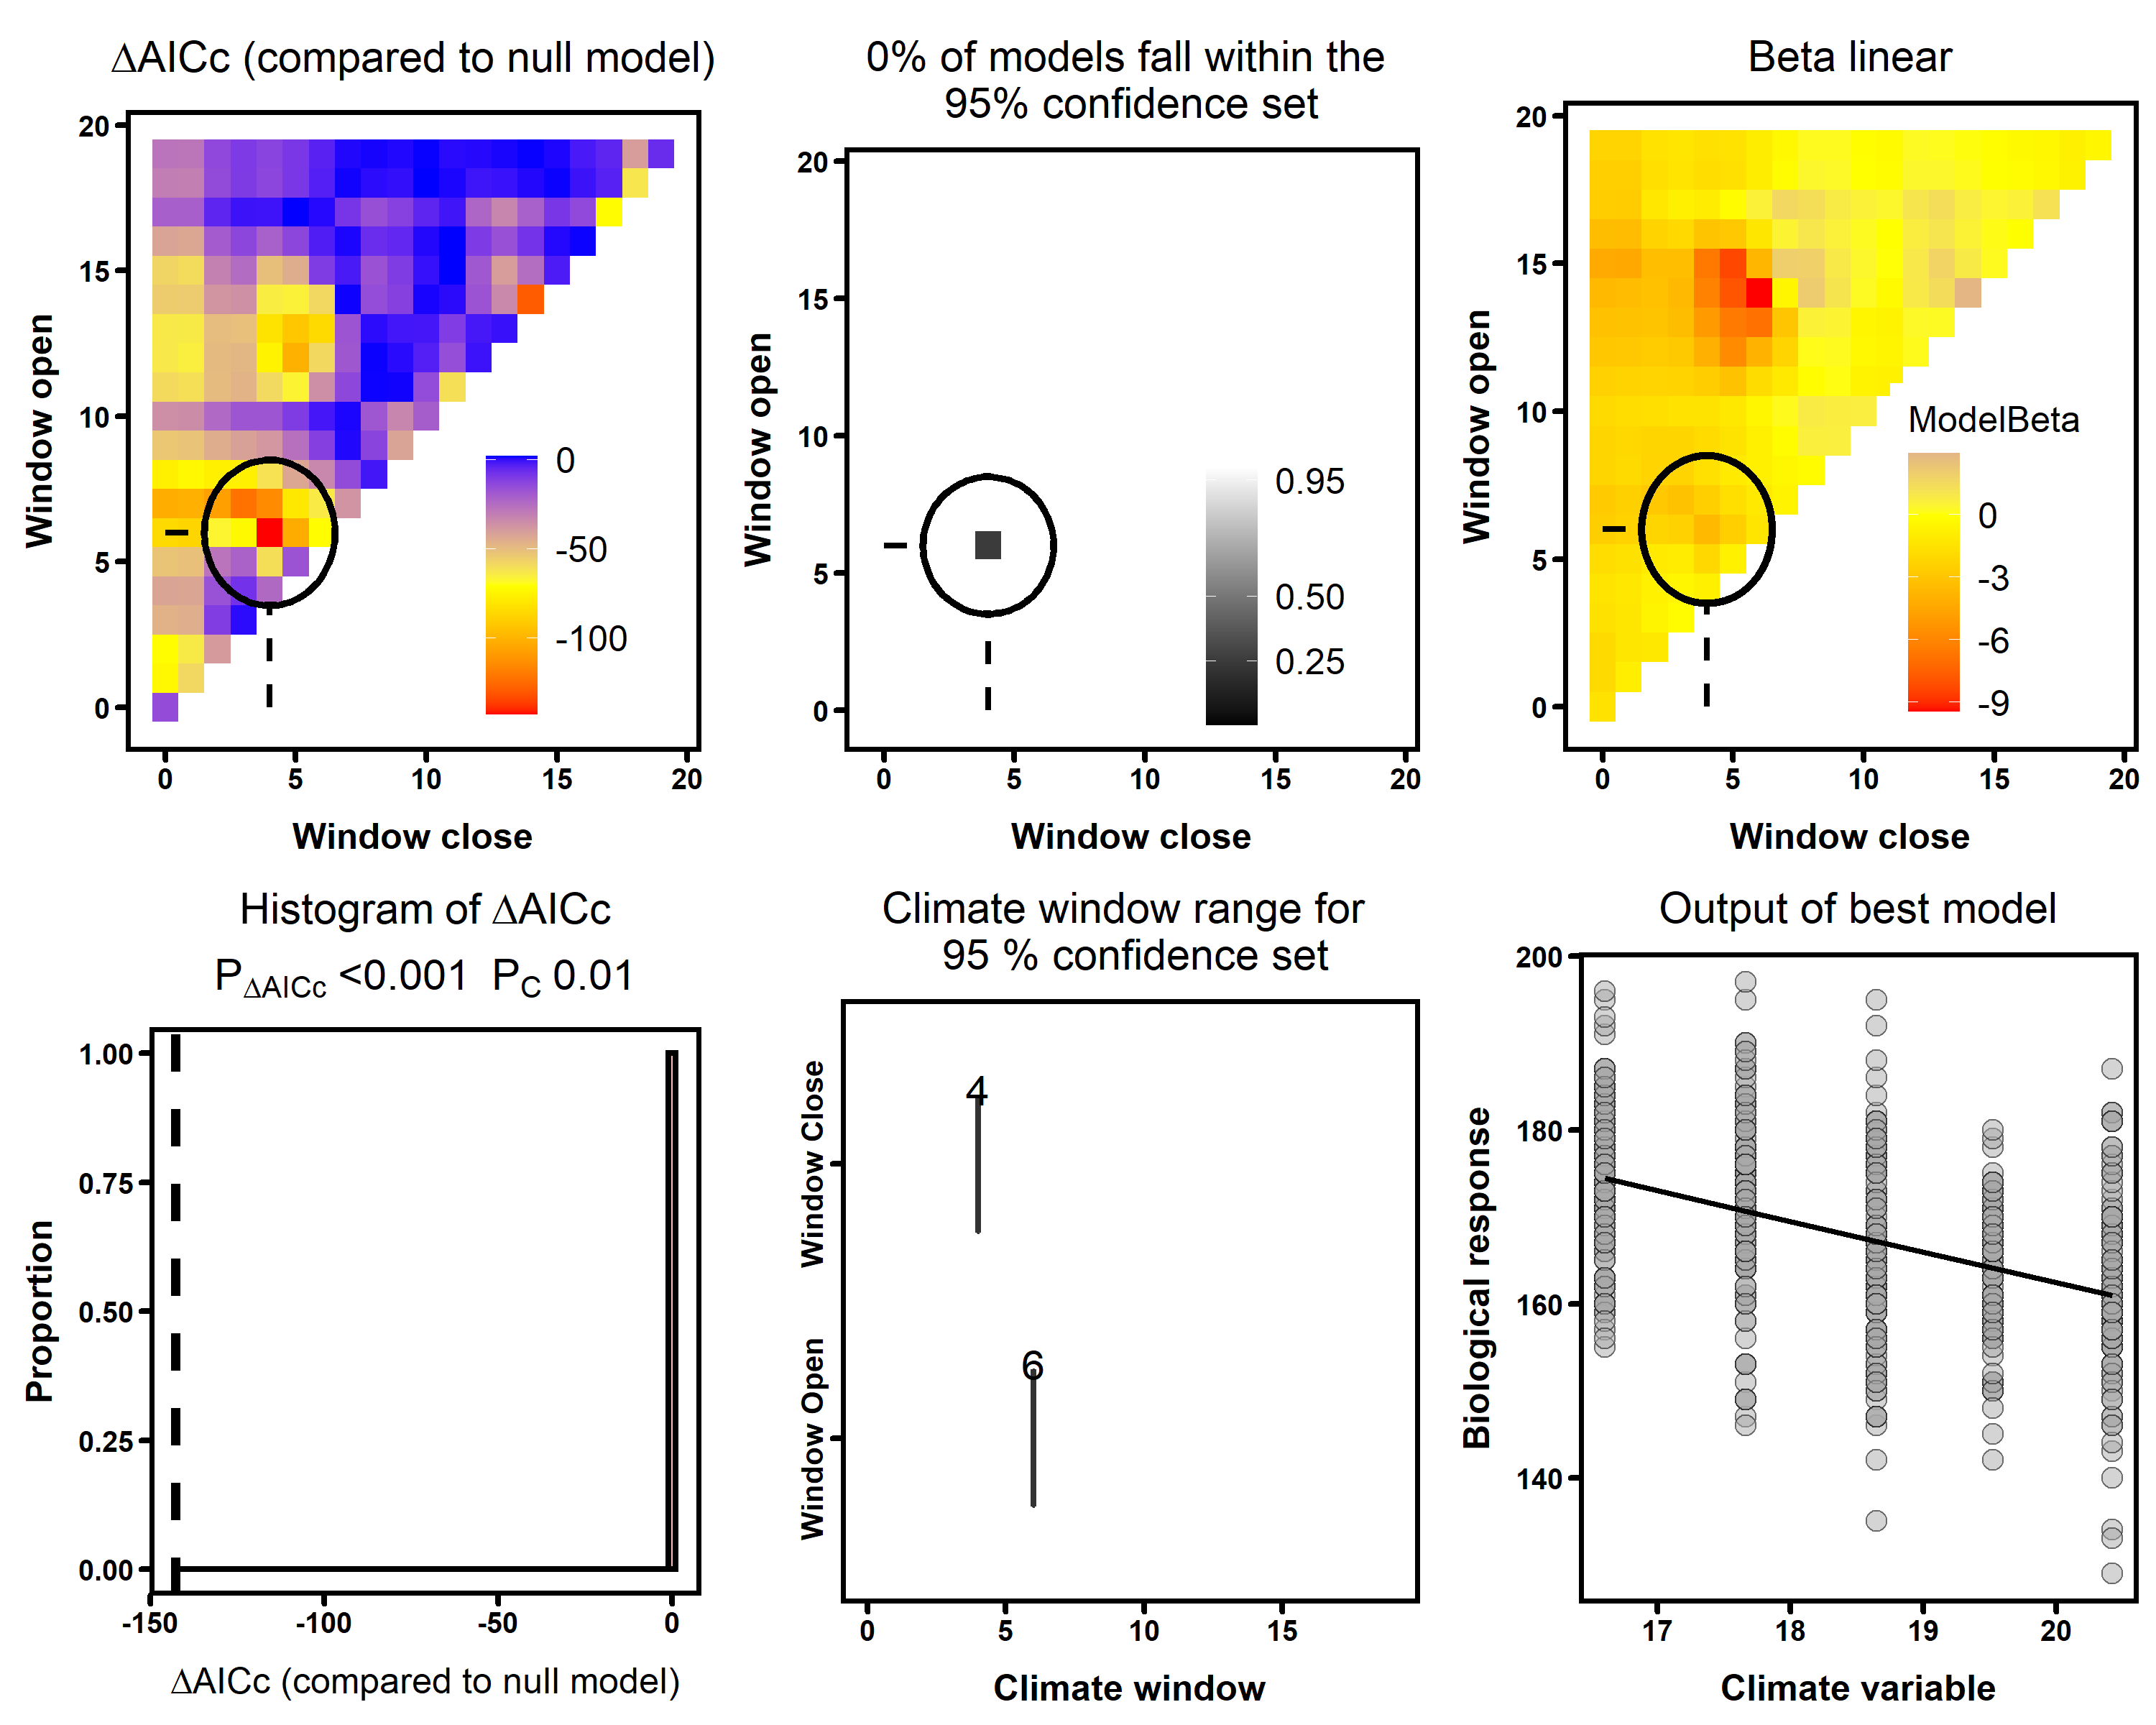 ΔAICc (compared to null model)
20
15
10
5
0
Window open
0
-50
-100
0 5 10 15 20
Window close
0% of models fall within the
95% confidence set
20
15
10
5
0
Window open
0.95
0.50
0.25
0 5 10 15 20
Window close
Beta linear
20
15
10
5
0
Window open
ModelBeta
0
-3
-6
-9
0 5 10 15 20
Window close
Histogram of ΔAICc
PΔAICc <0.001 PC 0.01
1.00
0.75
0.50
0.25
0.00
Proportion
-150 -100 -50 0
ΔAICc (compared to null model)
Climate window range for
95 % confidence set
Window Close
Window Open
4
6
0 5 10 15
Climate window
Output of best model
200
180
160
140
Biological response
17 18 19 20
Climate variable